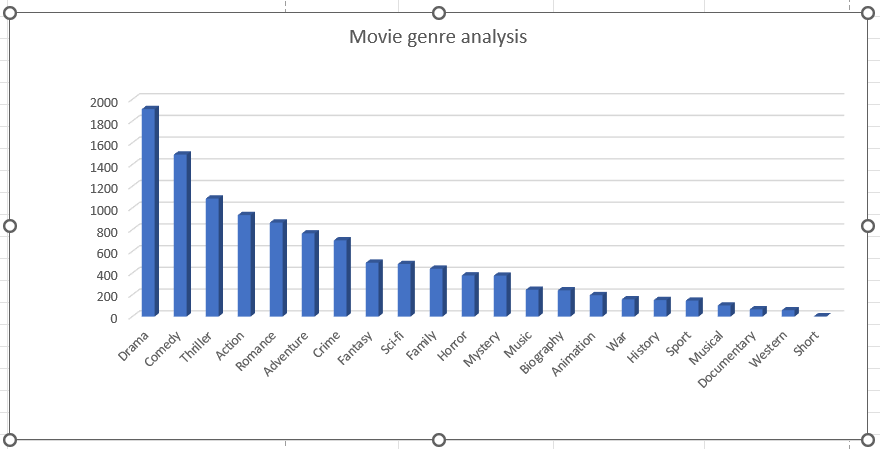 Movie genre analysis
2000
1800
1600
1400
1200
1000
800
600
400
200
0
Drama
Comedy
Thriller
Action
Romance
Adventure
Crime
Fantasy
Sci-fi
Family
Horror
Mystery
Music
Biography
Animation
War
History
Sport
Musical
Documentary
Western
Short